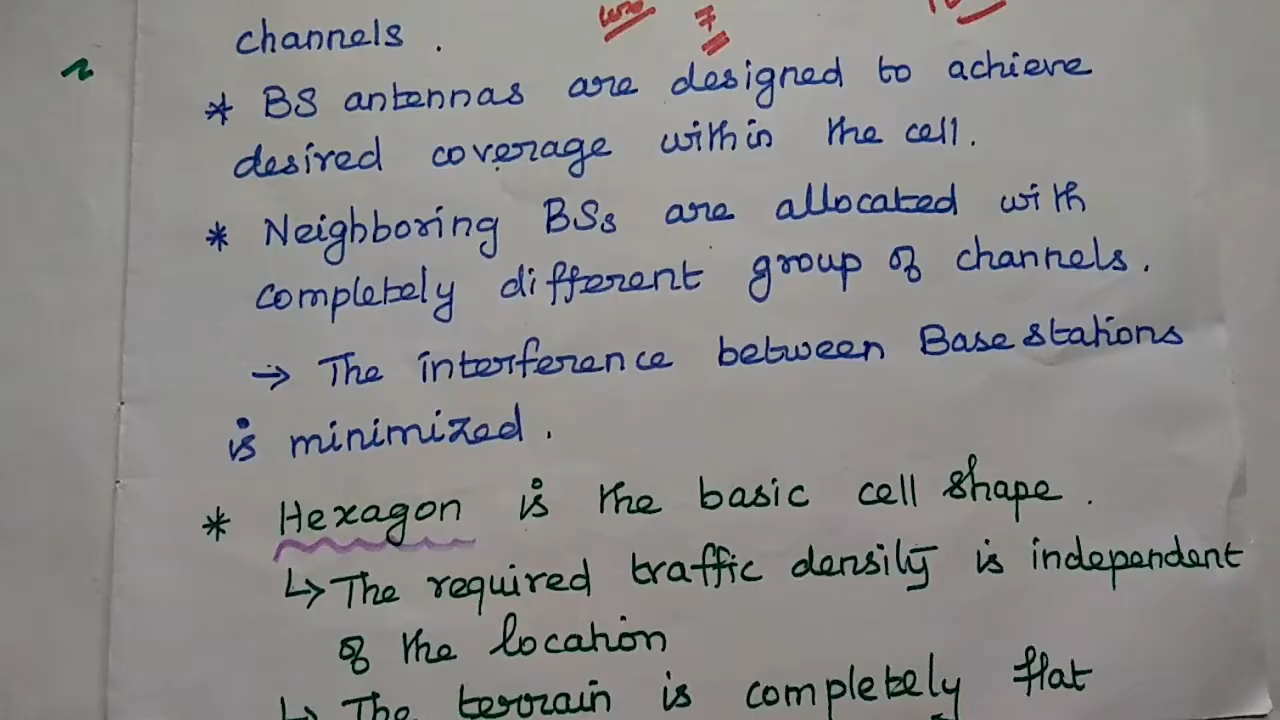 channels .
* BS antennas are designed to achieve
desired coverage within the cell.
* Neighboring BSs are allocated with
completely different group of channels.
→ The interference between Base stations
is minimized .
* Hexagon is the basic cell shape .
↳ The required traffic density is independent
of the location
↳ The terrain is completely flat